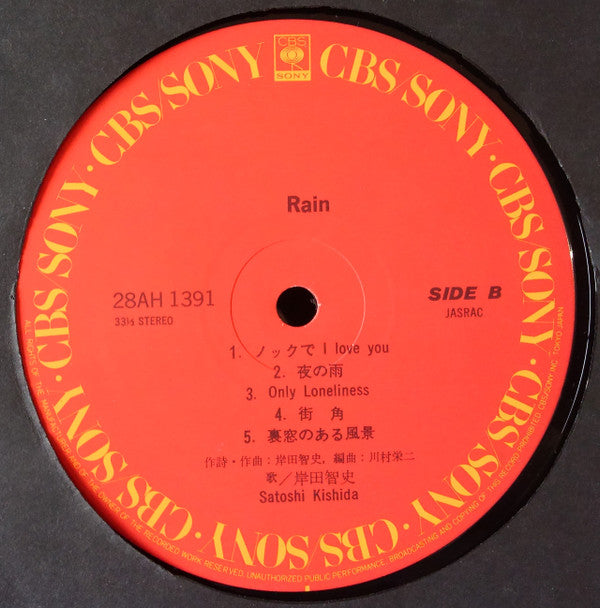 CBS/SONY · CBS/SONY · CBS/SONY · CBS/SONY · CBS/SONY · CBS/SONY · CBS/SONY · CBS/SONY
CBS
SONY
Rain
28AH 1391
33⅓ STEREO
SIDE B
JASRAC
1. ノックで I love you
2. 夜の雨
3. Only Loneliness
4. 街 角
5. 裏窓のある風景
作詩・作曲：岸田智史, 編曲：川村栄二
歌／岸田智史
Satoshi Kishida
ALL RIGHTS OF THE MANUFACTURER AND OF THE OWNER OF THE RECORDED WORK RESERVED. UNAUTHORIZED PUBLIC PERFORMANCE, BROADCASTING AND COPYING OF THIS RECORD PROHIBITED. CBS/SONY INC. TOKYO JAPAN